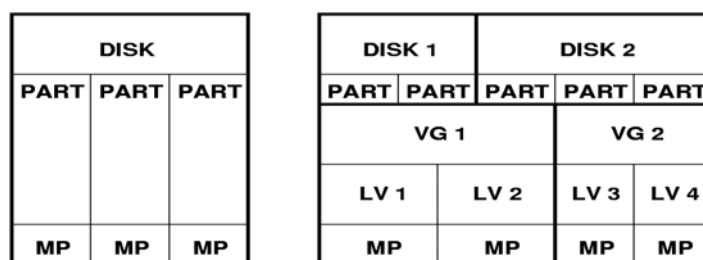 DISK
PART PART PART
MP MP MP
DISK 1 DISK 2
PART PART PART PART PART
VG 1 VG 2
LV 1 LV 2 LV 3 LV 4
MP MP MP MP